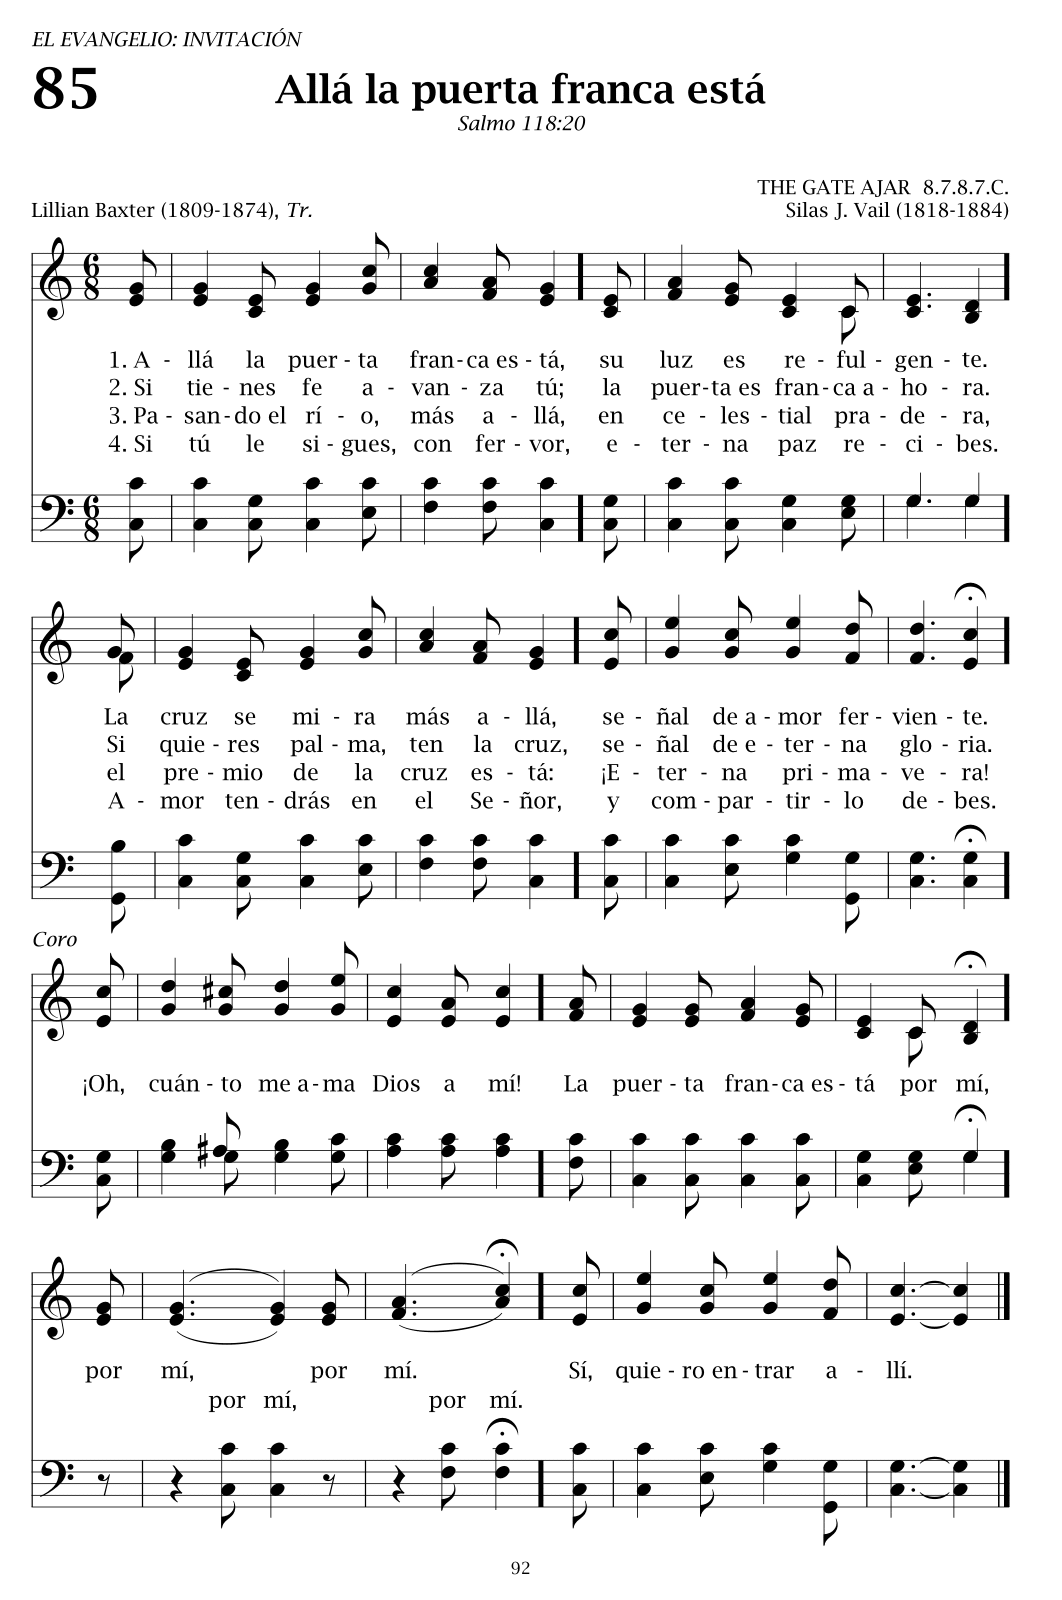 EL EVANGELIO: INVITACIÓN
85 Allá la puerta franca está
Salmo 118:20
THE GATE AJAR 8.7.8.7.C.
Lillian Baxter (1809-1874), Tr. Silas J. Vail (1818-1884)
6 8
1. A - llá la puer - ta fran - ca es - tá, su luz es re - ful - gen - te.
2. Si tie - nes fe a - van - za tú; la puer - ta es fran - ca a - ho - ra.
3. Pa - san - do el rí - o, más a - llá, en ce - les - tial pra - de - ra,
4. Si tú le si - gues, con fer - vor, e - ter - na paz re - ci - bes.
6 8
La cruz se mi - ra más a - llá, se - ñal de a - mor fer - vien - te.
Si quie - res pal - ma, ten la cruz, se - ñal de e - ter - na glo - ria.
el pre - mio de la cruz es - tá: ¡E - ter - na pri - ma - ve - ra!
A - mor ten - drás en el Se - ñor, y com - par - tir - lo de - bes.
Coro
¡Oh, cuán - to me a - ma Dios a mí! La puer - ta fran - ca es - tá por mí,
por mí, por mí. Sí, quie - ro en - trar a - llí.
por mí, por mí.
92